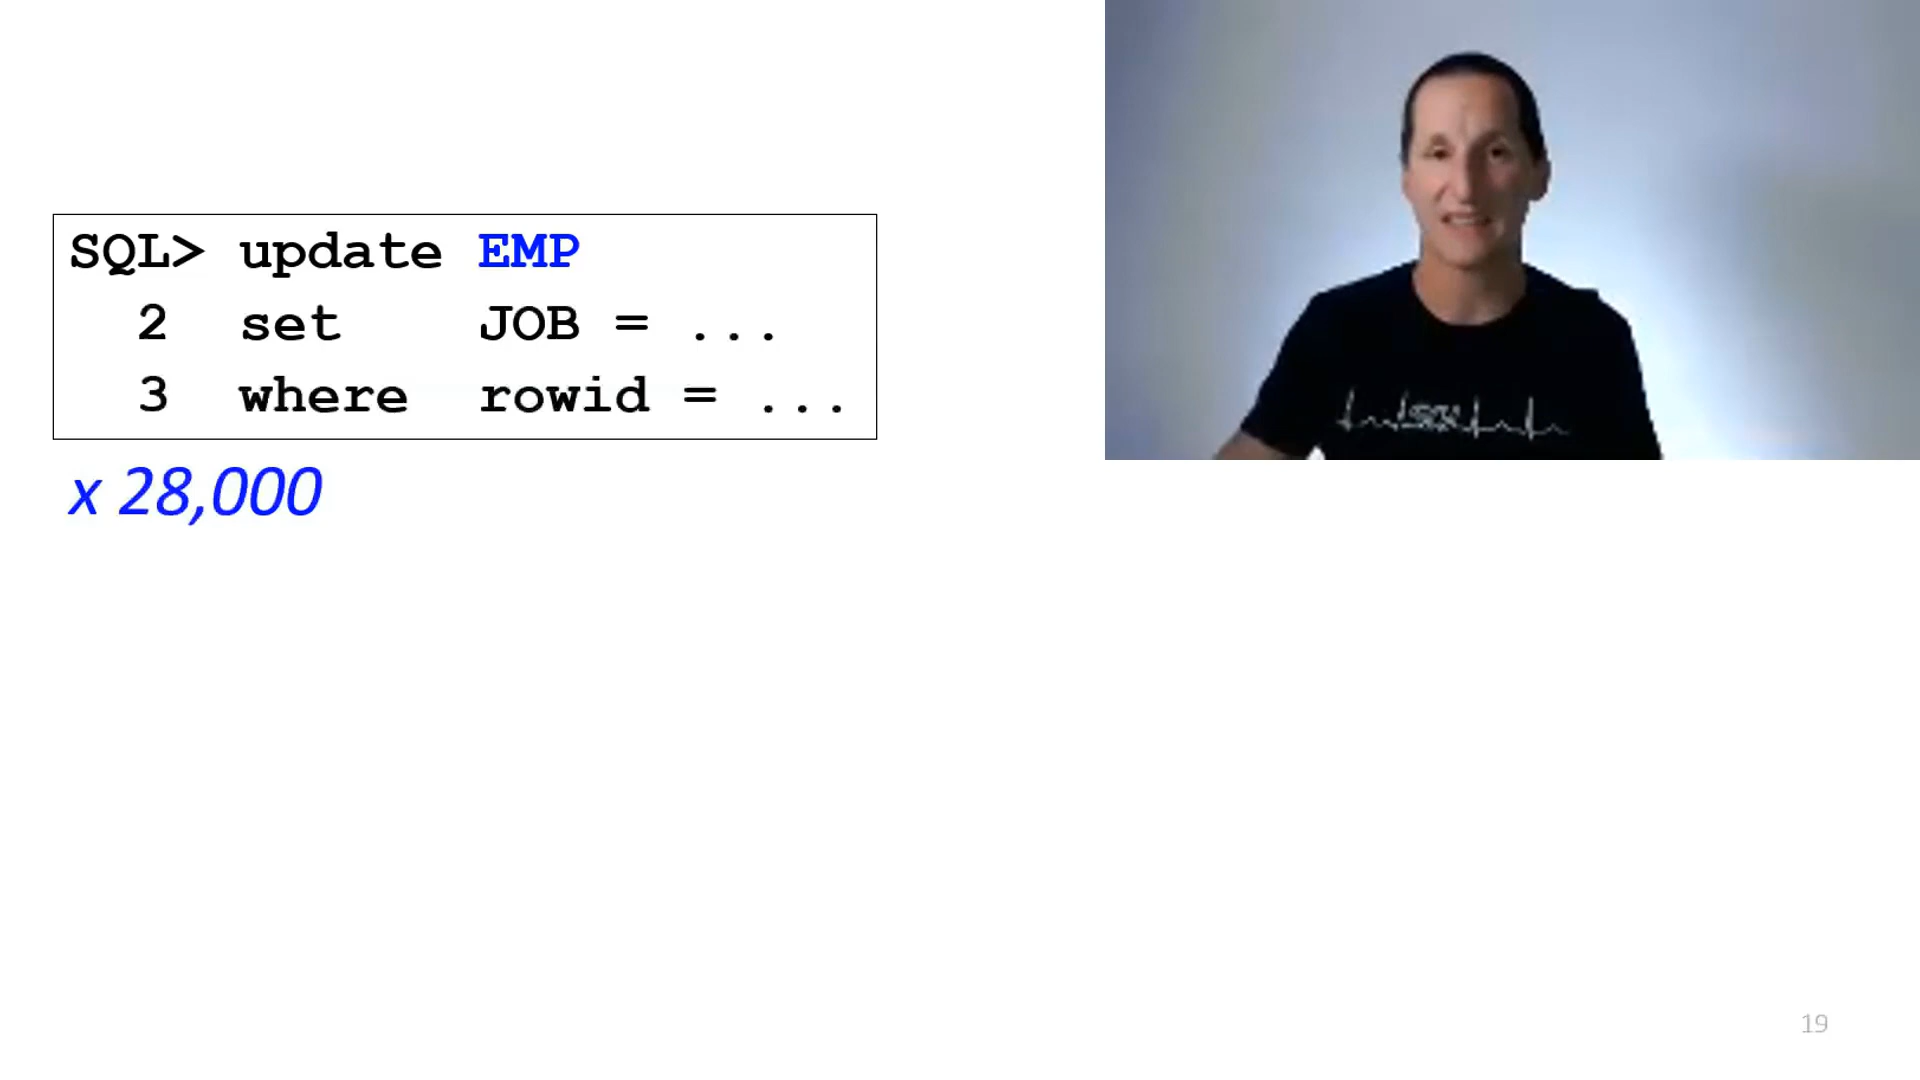 SQL> update EMP
2 set JOB = ...
3 where rowid = ...
x 28,000
19